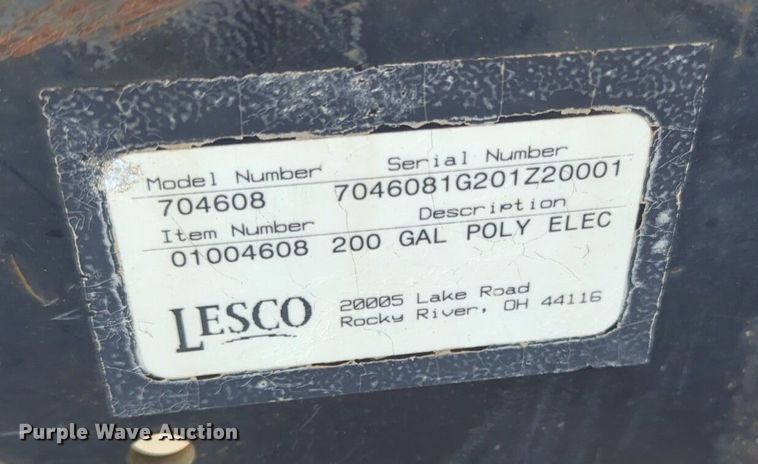 Model Number Serial Number
704608 7046081G201Z20001
Item Number Description
01004608 200 GAL POLY ELEC
LESCO
20005 Lake Road
Rocky River, OH 44116
Purple Wave Auction